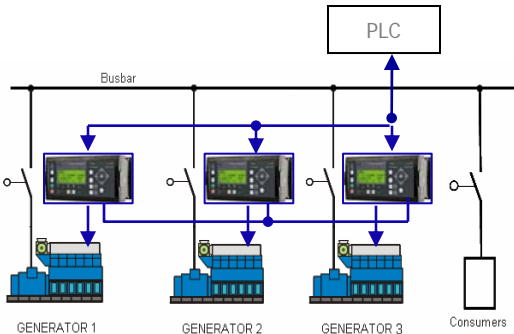 PLC
Busbar
GENERATOR 1
GENERATOR 2
GENERATOR 3
Consumers